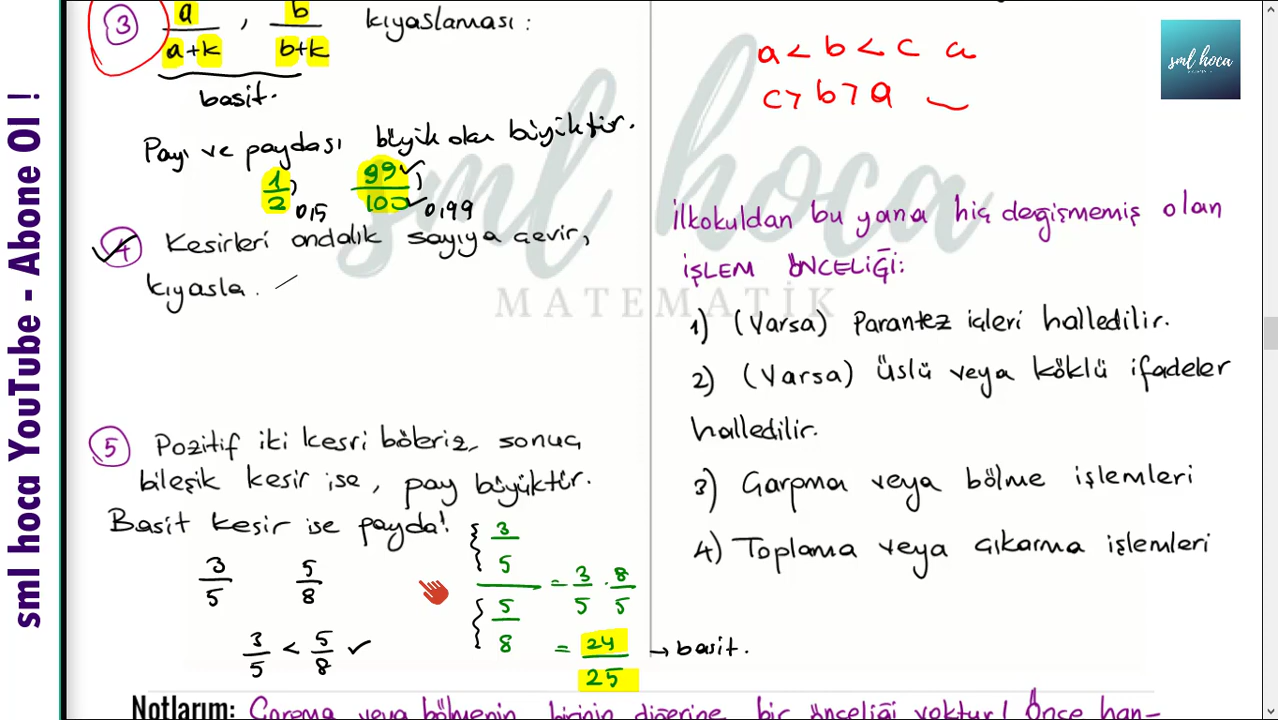 sml hoca YouTube - Abone Ol !
3 a/a+k , b/b+k kıyaslaması :
basit.
Payı ve paydası büyük olan büyüktür.
1/2 0,5 99/100 0,99
4 Kesirleri ondalık sayıya çevir,
kıyasla.
5 Pozitif iki kesri böleriz, sonuç
bileşik kesir ise, pay büyüktür.
Basit kesir ise payda!
3/5 5/8
3/5 < 5/8 ✓
3/5 / 5/8 = 3/5 . 8/5
= 24/25 → basit.
a < b < c
c > b > a
sml hoca
sml hoca
MATEMATİK
İlkokuldan bu yana hiç değişmemiş olan
İŞLEM ÖNCELİĞİ:
1) (Varsa) Parantez içleri halledilir.
2) (Varsa) üslü veya köklü ifadeler
halledilir.
3) Çarpma veya bölme işlemleri
4) Toplama veya çıkarma işlemleri
Notlarım: Çarpma veya bölmenin birinin diğerine bir önceliği yoktur! Önce han-